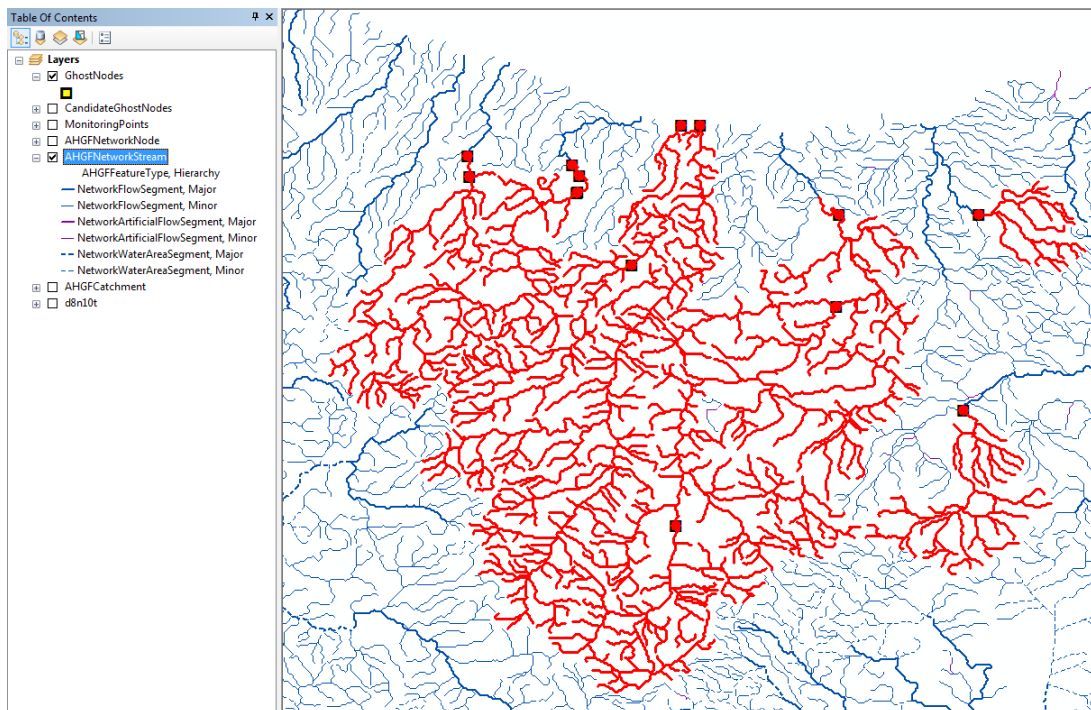 Table Of Contents
Layers
GhostNodes
CandidateGhostNodes
MonitoringPoints
AHGFNetworkNode
AHGFNetworkStream
AHGFFeatureType, Hierarchy
NetworkFlowSegment, Major
NetworkFlowSegment, Minor
NetworkArtificialFlowSegment, Major
NetworkArtificialFlowSegment, Minor
NetworkWaterAreaSegment, Major
NetworkWaterAreaSegment, Minor
AHGFCatchment
d8n10t